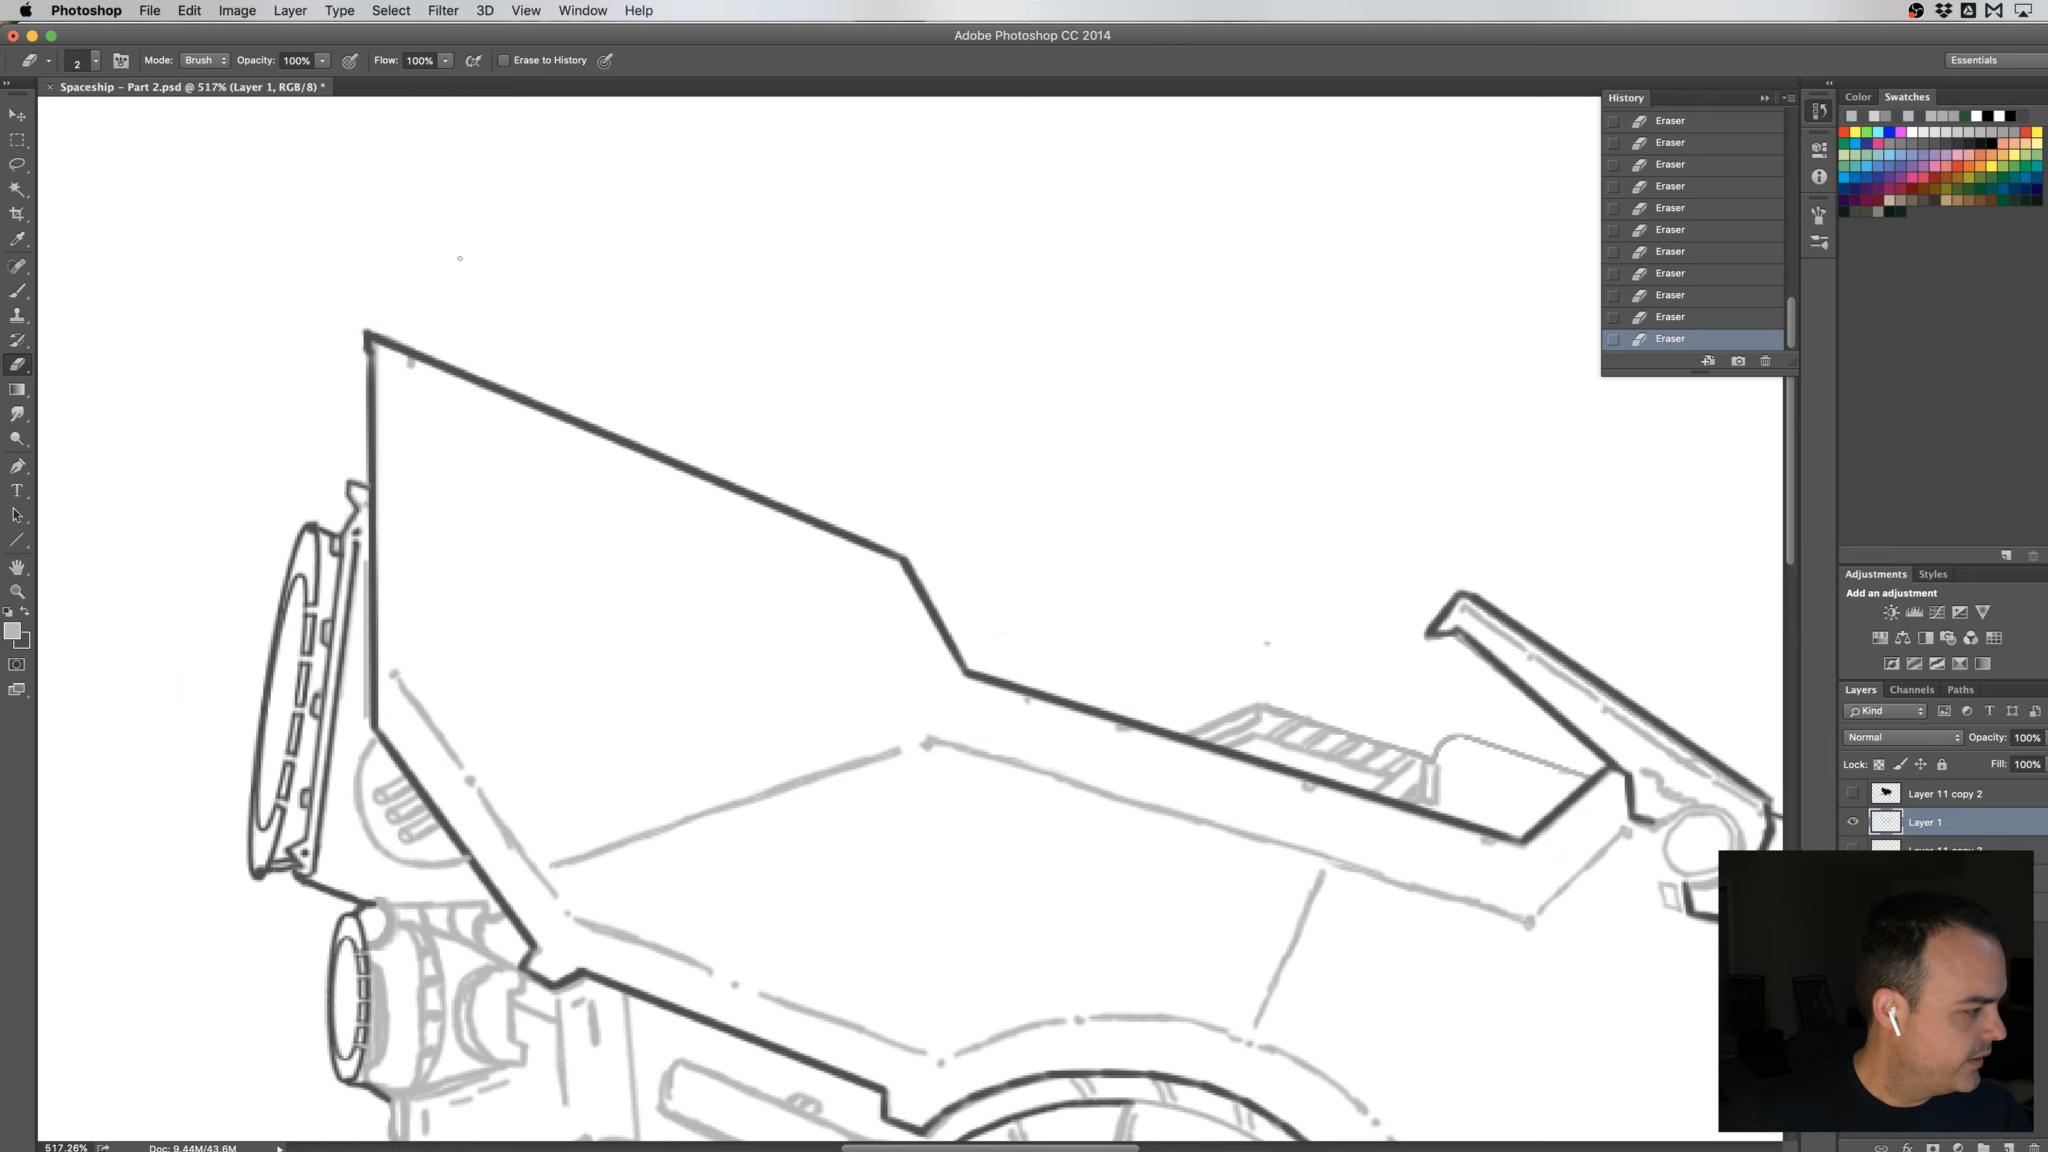 Photoshop File Edit Image Layer Type Select Filter 3D View Window Help
Adobe Photoshop CC 2014
2 Mode: Brush Opacity: 100% Flow: 100% Erase to History Essentials
× Spaceship – Part 2.psd @ 517% (Layer 1, RGB/8) *
History
Eraser
Eraser
Eraser
Eraser
Eraser
Eraser
Eraser
Eraser
Eraser
Eraser
Eraser
Color Swatches
Adjustments Styles
Add an adjustment
Layers Channels Paths
Kind
Normal Opacity: 100%
Lock: Fill: 100%
Layer 11 copy 2
Layer 1
517.26% Doc: 9.44M/43.6M